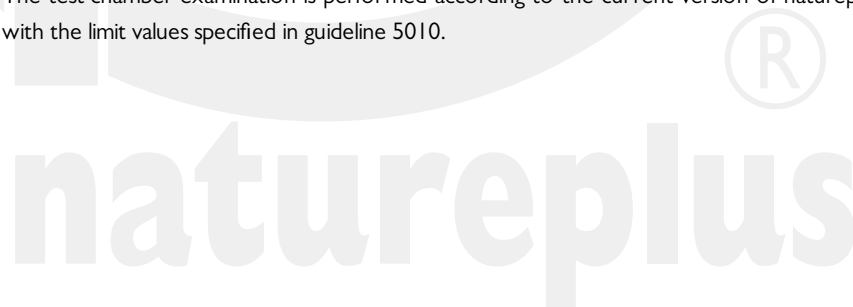 The test chamber examination is performed according to the current version of
with the limit values specified in guideline 5010.
®
natureplus